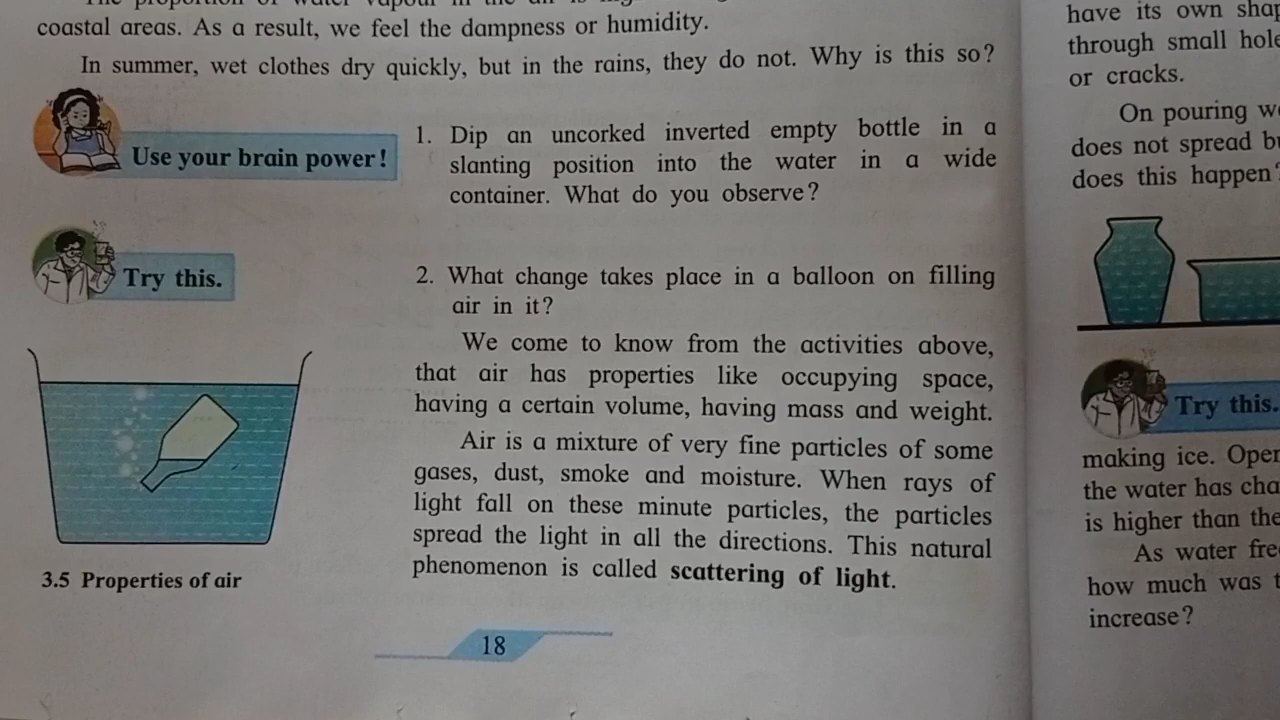 coastal areas. As a result, we feel the dampness or humidity.
In summer, wet clothes dry quickly, but in the rains, they do not. Why is this so?
Use your brain power!
1. Dip an uncorked inverted empty bottle in a
slanting position into the water in a wide
container. What do you observe?
Try this.
2. What change takes place in a balloon on filling
air in it?
We come to know from the activities above,
that air has properties like occupying space,
having a certain volume, having mass and weight.
Air is a mixture of very fine particles of some
gases, dust, smoke and moisture. When rays of
light fall on these minute particles, the particles
spread the light in all the directions. This natural
phenomenon is called scattering of light.
3.5 Properties of air
18
have its own
through small
or cracks.
On pouring
does not spread
does this happen
Try this.
making ice.
the water has
is higher than the
As water
how much was
increase?